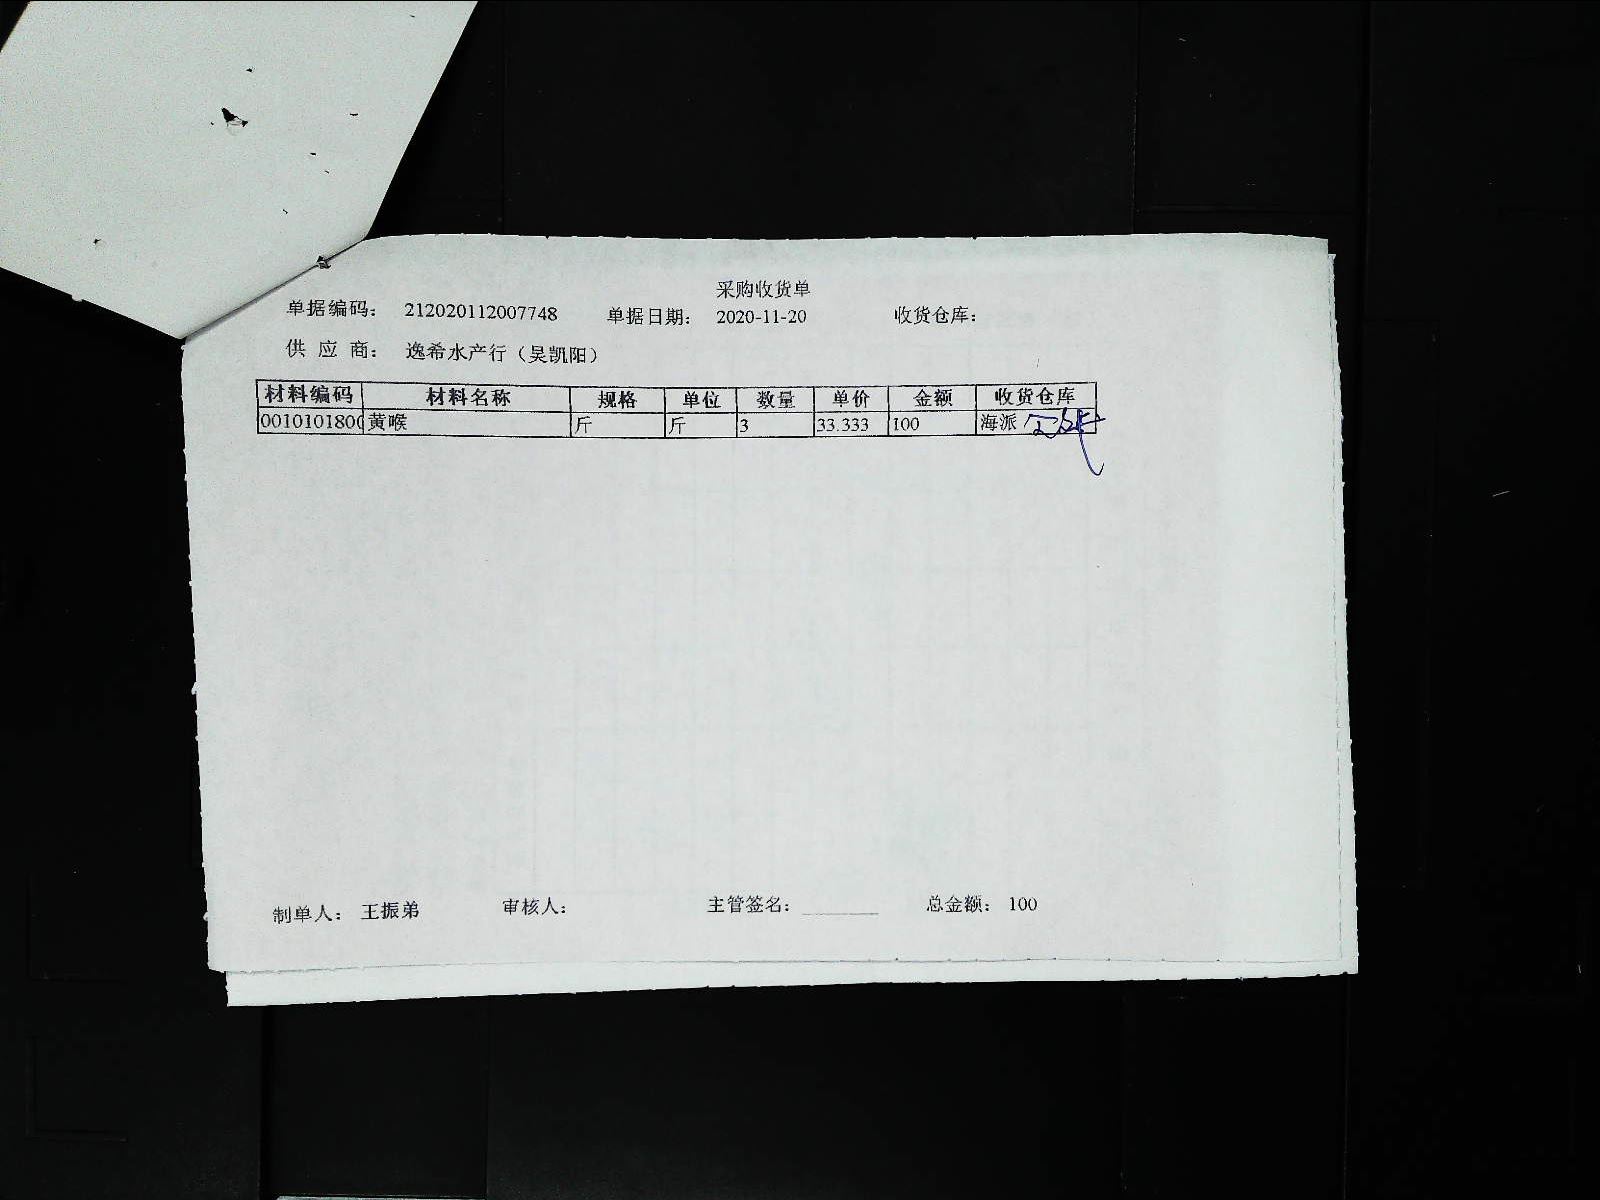 采购收货单
单据编码: 212020112007748 单据日期: 2020-11-20 收货仓库:
供 应 商: 逸希水产行（吴凯阳）
材料编码 材料名称 规格 单位 数量 单价 金额 收货仓库
0010101800 黄喉 斤 斤 3 33.333 100 海派
制单人: 王振弟 审核人: 主管签名: 总金额: 100